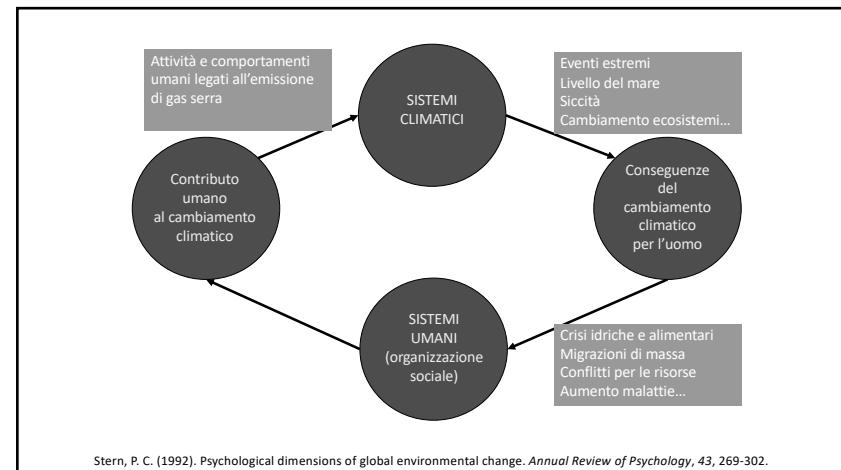 Attività e comportamenti
umani legati all'emissione
di gas serra
SISTEMI
CLIMATICI
Eventi estremi
Livello del mare
Siccità
Cambiamento ecosistemi…
Contributo
umano
al cambiamento
climatico
Conseguenze
del
cambiamento
climatico
per l'uomo
SISTEMI
UMANI
(organizzazione
sociale)
Crisi idriche e alimentari
Migrazioni di massa
Conflitti per le risorse
Aumento malattie…
Stern, P. C. (1992). Psychological dimensions of global environmental change. Annual Review of Psychology, 43, 269-302.